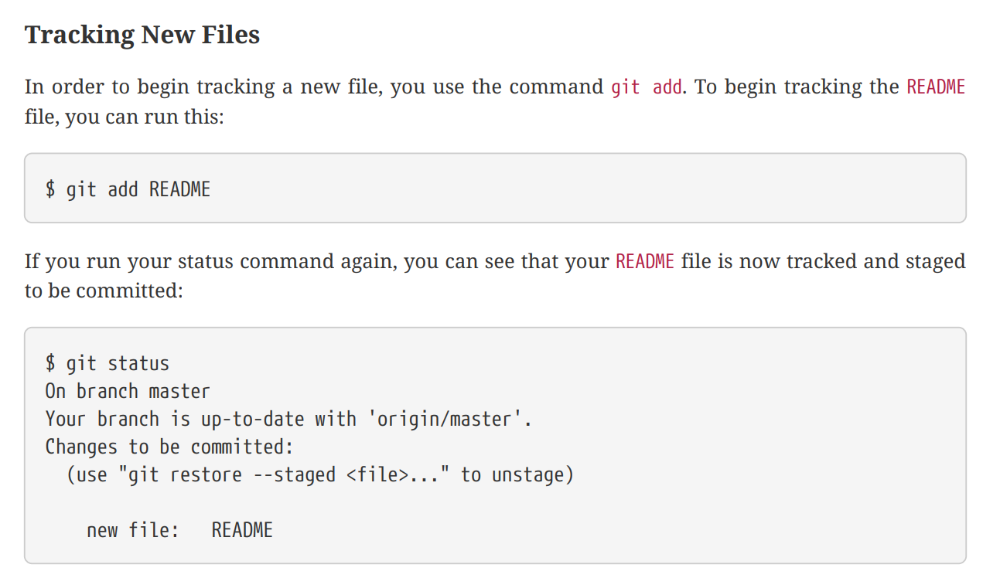 Tracking New Files
In order to begin tracking a new file, you use the command git add. To begin tracking the README
file, you can run this:
$ git add README
If you run your status command again, you can see that your README file is now tracked and staged
to be committed:
$ git status
On branch master
Your branch is up-to-date with 'origin/master'.
Changes to be committed:
  (use "git restore --staged <file>..." to unstage)
    new file:   README